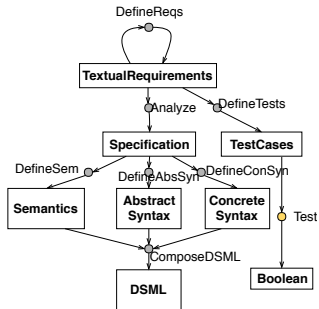 DefineReqs
TextualRequirements
Analyze
DefineTests
Specification
TestCases
DefineSem
DefineAbsSyn
DefineConSyn
Semantics
Abstract
Syntax
Concrete
Syntax
Test
ComposeDSML
DSML
Boolean